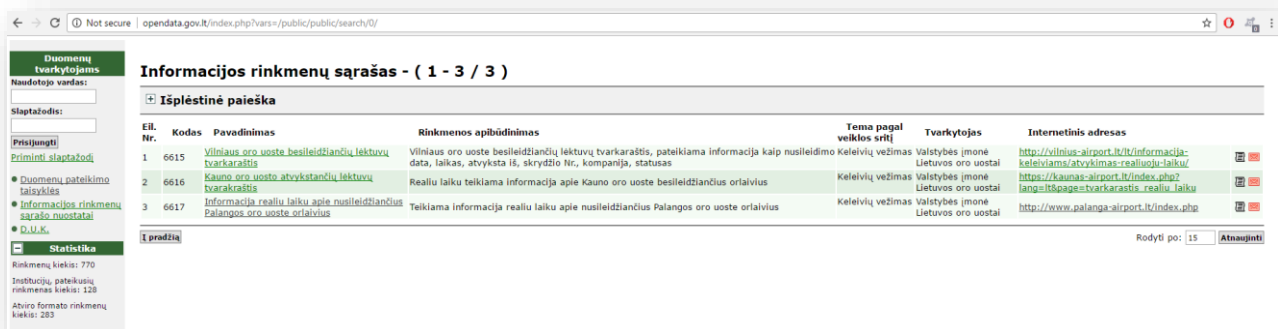 Not secure | opendata.gov.lt/index.php?vars=/public/public/search/0/
Duomenų
tvarkytojams
Naudotojo vardas:
Slaptažodis:
Prisijungti
Priminti slaptažodį
Duomenų pateikimo
taisyklės
Informacijos rinkmenų
sąrašo nuostatai
D.U.K.
Statistika
Rinkmenų kiekis: 770
Institucijų, pateikusių
rinkmenas kiekis: 128
Atviro formato rinkmenų
kiekis: 283
Informacijos rinkmenų sąrašas - ( 1 - 3 / 3 )
Išplėstinė paieška
Eil. Nr. Kodas Pavadinimas Rinkmenos apibūdinimas Tema pagal veiklos sritį Tvarkytojas Internetinis adresas
1 6615 Vilniaus oro uoste besileidžiančių lėktuvų Vilniaus oro uoste besileidžiančių lėktuvų tvarkaraštis, pateikiama informacija kaip nusileidimo Keleivių vežimas Valstybės įmonė http://vilnius-airport.lt/lt/informacija-
tvarkaraštis data, laikas, atvyksta iš, skrydžio Nr., kompanija, statusas Lietuvos oro uostai keleiviams/atvykimas-realiuoju-laiku/
2 6616 Kauno oro uosto atvykstančių lėktuvų Realiu laiku teikiama informacija apie Kauno oro uoste besileidžiančius orlaivius Keleivių vežimas Valstybės įmonė https://kaunas-airport.lt/index.php?
tvarakraštis Lietuvos oro uostai lang=lt&page=tvarkarastis_realiu_laiku
3 6617 Informacija realiu laiku apie nusileidžiančius Teikiama informacija realiu laiku apie nusileidžiančius Palangos oro uoste orlaivius Keleivių vežimas Valstybės įmonė http://www.palanga-airport.lt/index.php
Palangos oro uoste orlaivius Lietuvos oro uostai
Į pradžią Rodyti po: 15 Atnaujinti